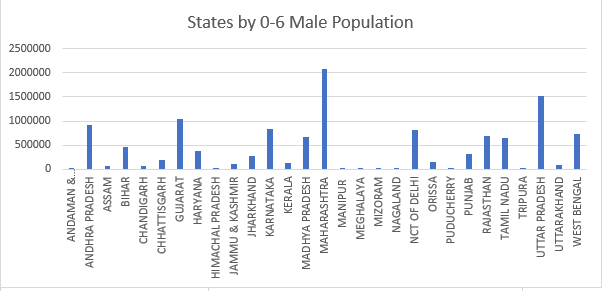 States by 0-6 Male Population
2500000
2000000
1500000
1000000
500000
0
ANDAMAN &...
ANDHRA PRADESH
ASSAM
BIHAR
CHANDIGARH
CHHATTISGARH
GUJARAT
HARYANA
HIMACHAL PRADESH
JAMMU & KASHMIR
JHARKHAND
KARNATAKA
KERALA
MADHYA PRADESH
MAHARASHTRA
MANIPUR
MEGHALAYA
MIZORAM
NAGALAND
NCT OF DELHI
ORISSA
PUDUCHERRY
PUNJAB
RAJASTHAN
TAMIL NADU
TRIPURA
UTTAR PRADESH
UTTARAKHAND
WEST BENGAL